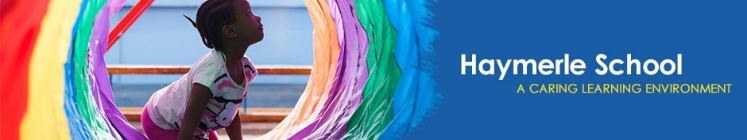 Haymerle School
A CARING LEARNING ENVIRONMENT